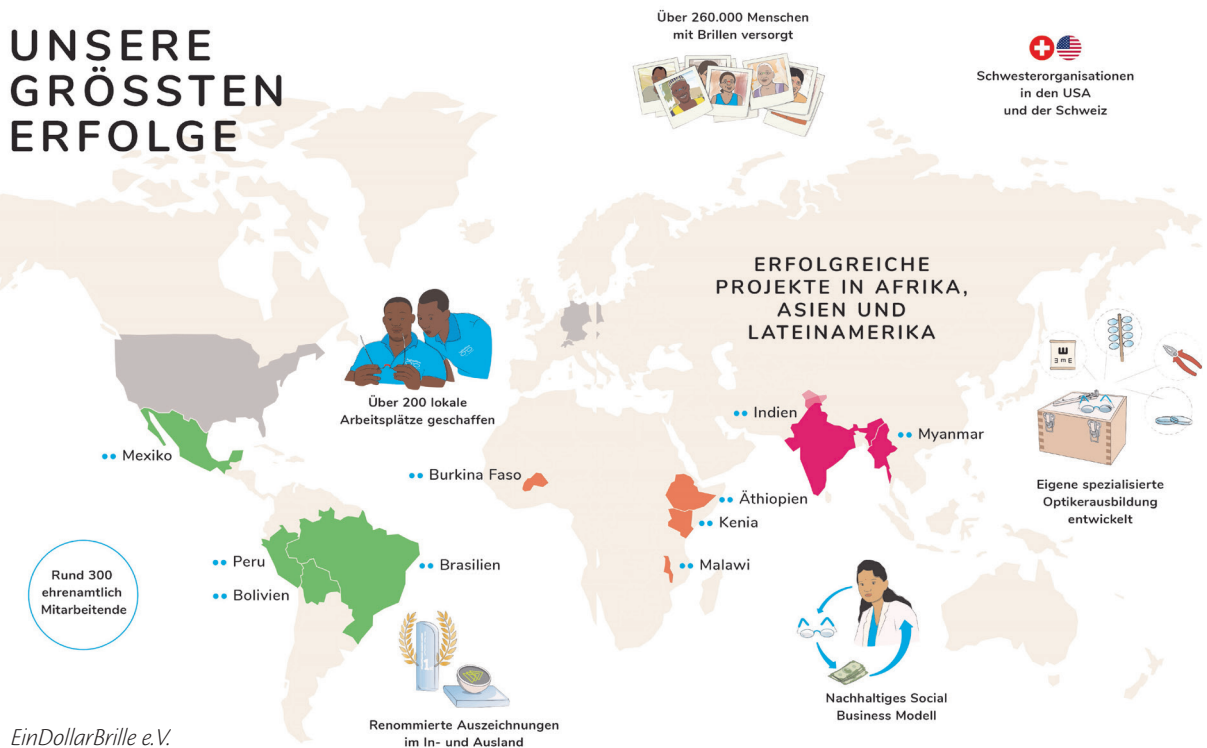 UNSERE
GRÖSSTEN
ERFOLGE
Über 260.000 Menschen
mit Brillen versorgt
Schwesterorganisationen
in den USA
und der Schweiz
ERFOLGREICHE
PROJEKTE IN AFRIKA,
ASIEN UND
LATEINAMERIKA
Über 200 lokale
Arbeitsplätze geschaffen
Indien
Myanmar
Mexiko
Burkina Faso
Äthiopien
Kenia
Malawi
Eigene spezialisierte
Optikerausbildung
entwickelt
Peru
Brasilien
Bolivien
Rund 300
ehrenamtlich
Mitarbeitende
1.
Renommierte Auszeichnungen
im In- und Ausland
Nachhaltiges Social
Business Modell
EinDollarBrille e.V.